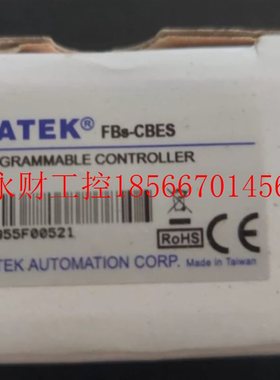 ATEK® FBs-CBES
OGRAMMABLE CONTROLLER
永财工控18566701456
055F00521
RoHS CE
TEK AUTOMATION CORP. Made in Taiwan